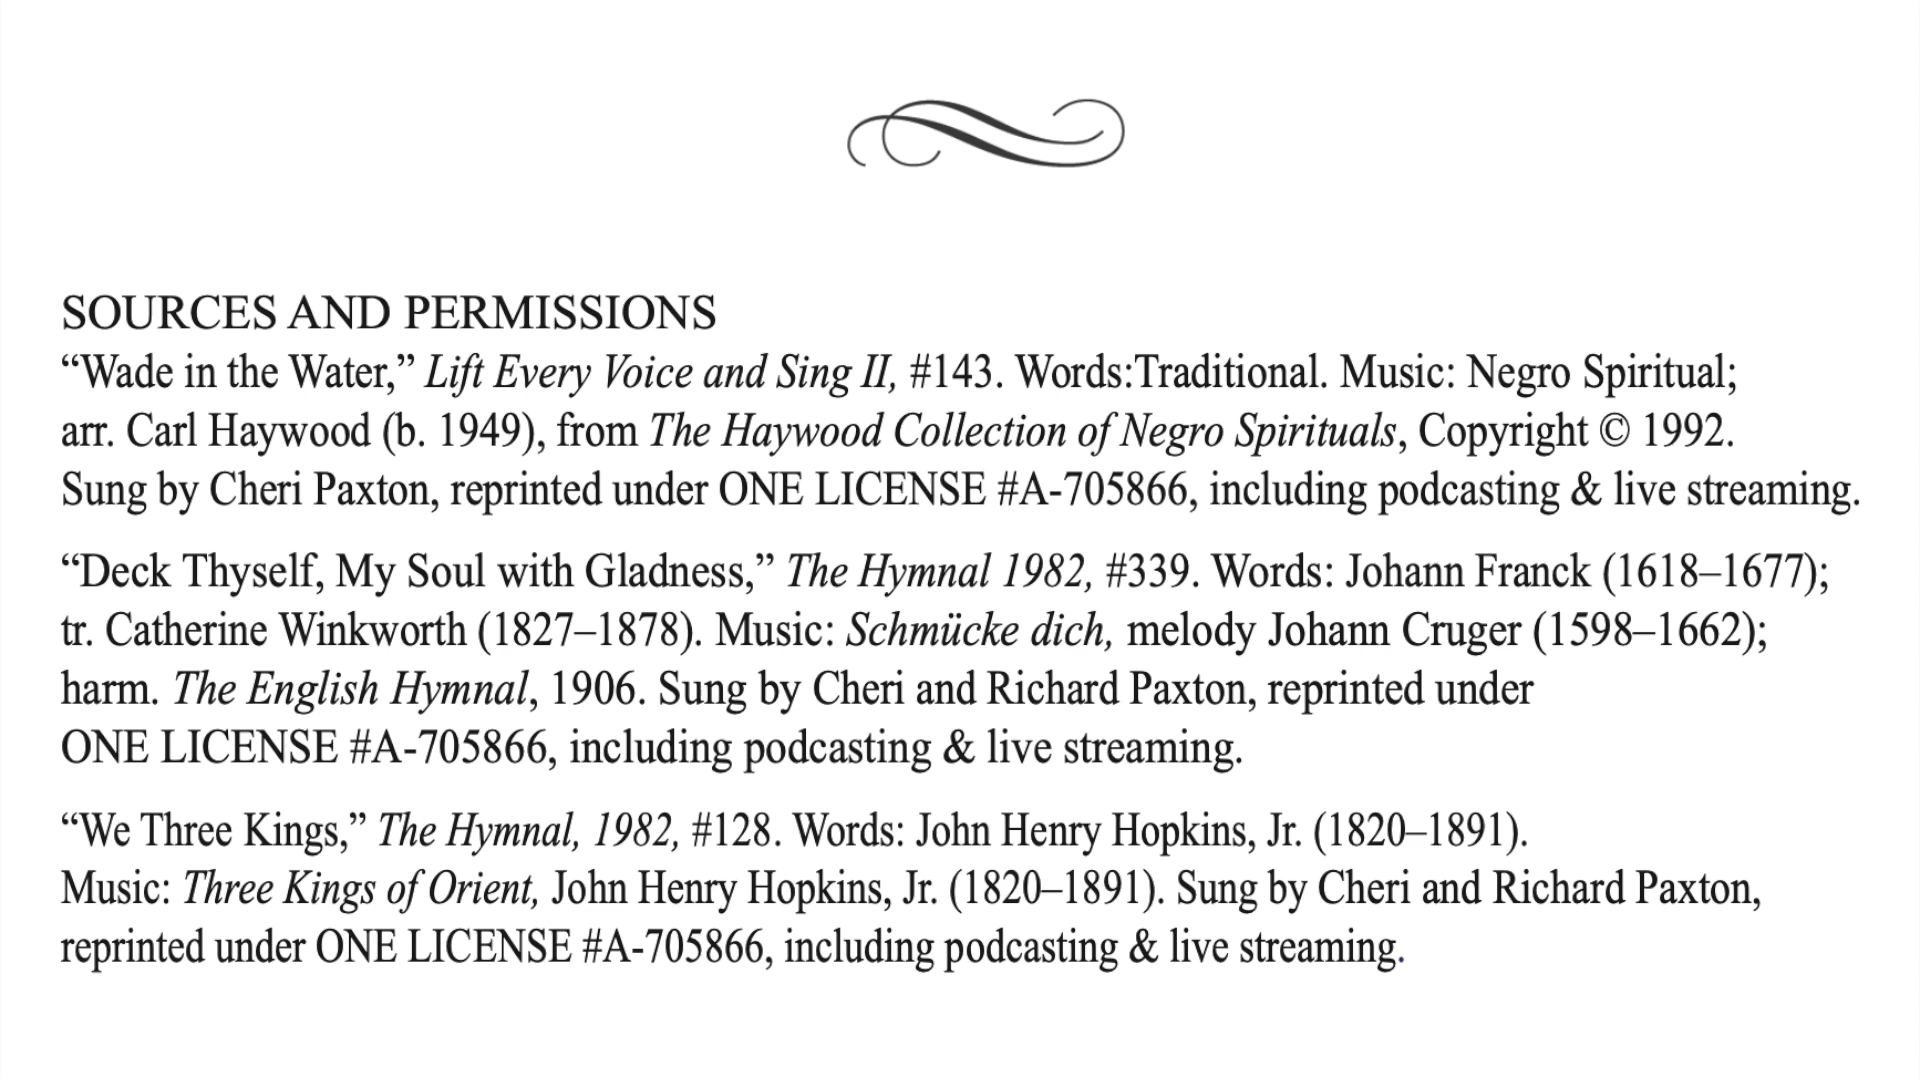 SOURCES AND PERMISSIONS
“Wade in the Water,” Lift Every Voice and Sing II, #143. Words:Traditional. Music: Negro Spiritual;
arr. Carl Haywood (b. 1949), from The Haywood Collection of Negro Spirituals, Copyright © 1992.
Sung by Cheri Paxton, reprinted under ONE LICENSE #A-705866, including podcasting & live streaming.
“Deck Thyself, My Soul with Gladness,” The Hymnal 1982, #339. Words: Johann Franck (1618–1677);
tr. Catherine Winkworth (1827–1878). Music: Schmücke dich, melody Johann Cruger (1598–1662);
harm. The English Hymnal, 1906. Sung by Cheri and Richard Paxton, reprinted under
ONE LICENSE #A-705866, including podcasting & live streaming.
“We Three Kings,” The Hymnal, 1982, #128. Words: John Henry Hopkins, Jr. (1820–1891).
Music: Three Kings of Orient, John Henry Hopkins, Jr. (1820–1891). Sung by Cheri and Richard Paxton,
reprinted under ONE LICENSE #A-705866, including podcasting & live streaming.